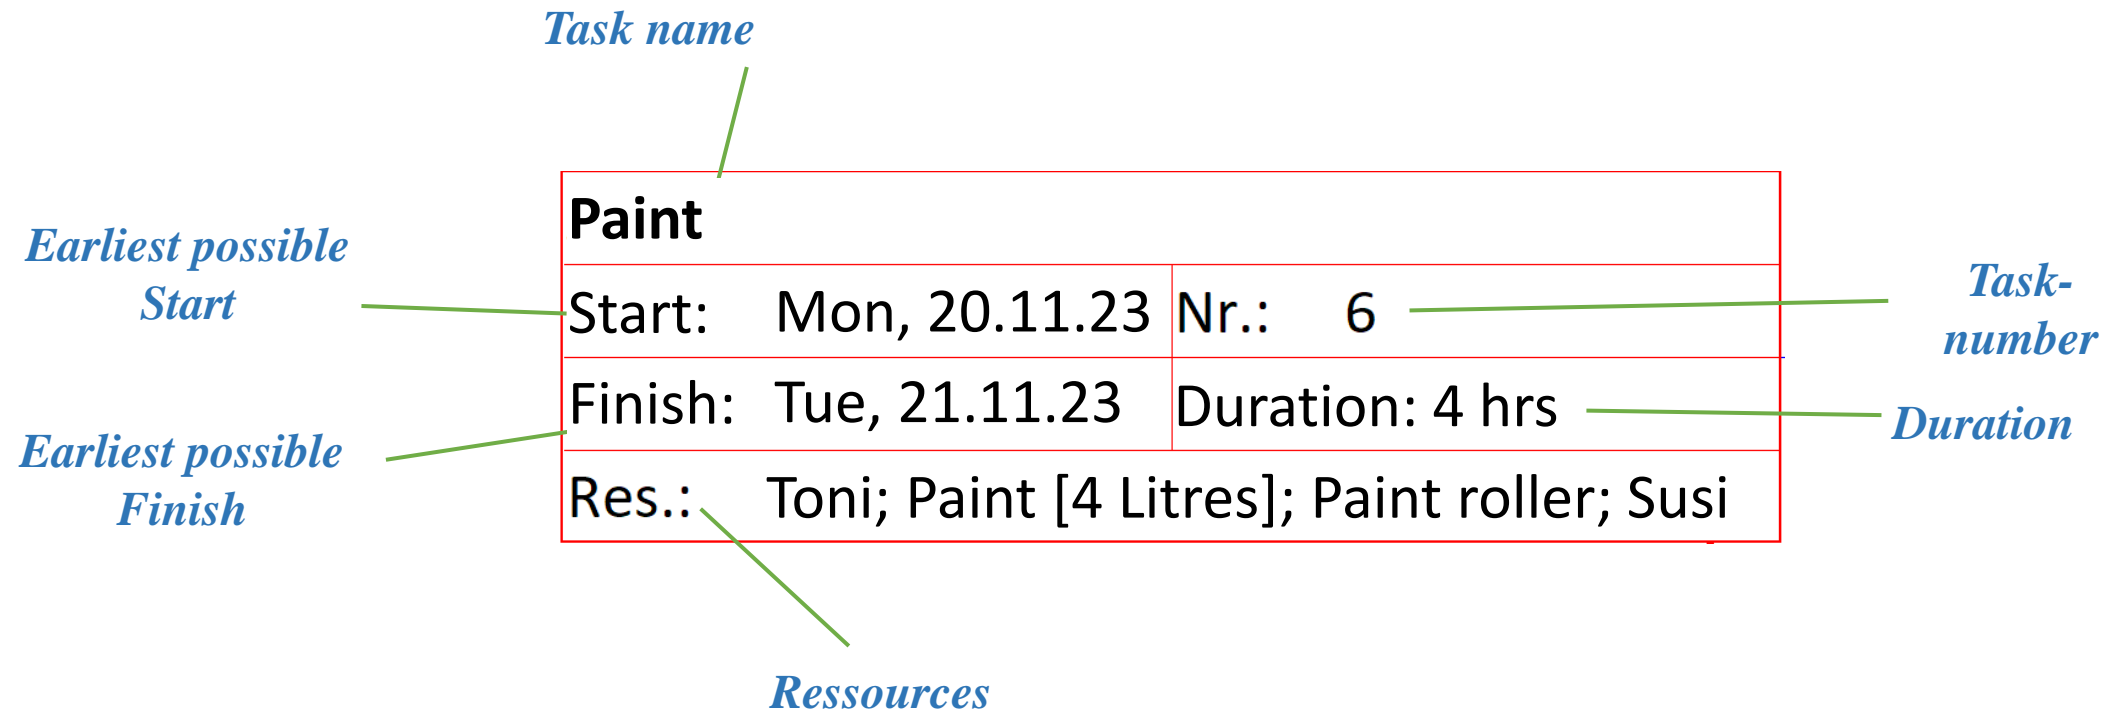 Task name
Paint
Earliest possible
Start
Start: Mon, 20.11.23 Nr.: 6
Task-
number
Finish: Tue, 21.11.23 Duration: 4 hrs
Duration
Earliest possible
Finish
Res.: Toni; Paint [4 Litres]; Paint roller; Susi
Ressources